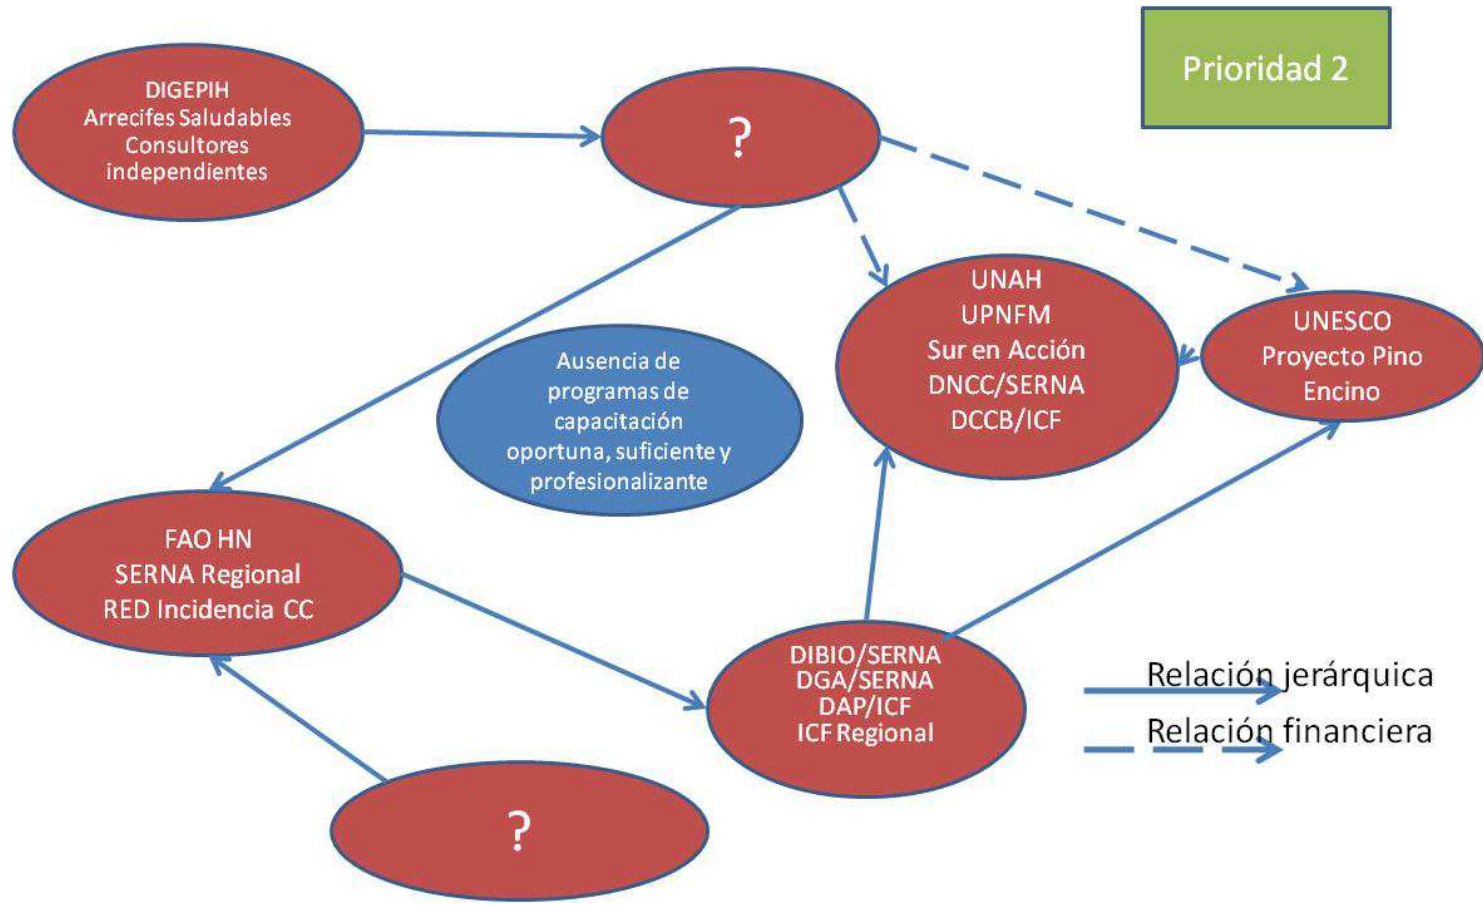 Prioridad 2
DIGEPIH
Arrecifes Saludables
Consultores
independientes
?
UNAH
UPNFM
Sur en Acción
DNCC/SERNA
DCCB/ICF
UNESCO
Proyecto Pino
Encino
Ausencia de
programas de
capacitación
oportuna, suficiente y
profesionalizante
FAO HN
SERNA Regional
RED Incidencia CC
DIBIO/SERNA
DGA/SERNA
DAP/ICF
ICF Regional
Relación jerárquica
Relación financiera
?